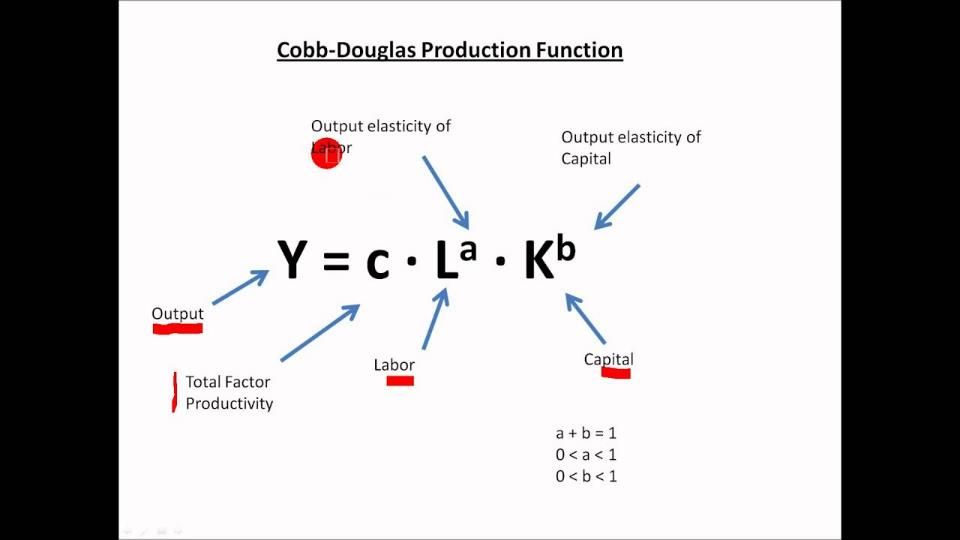 Cobb-Douglas Production Function
Output elasticity of
Labor
Output elasticity of
Capital
Y = c · Lᵃ · Kᵇ
Output
Labor
Capital
Total Factor
Productivity
a + b = 1
0 < a < 1
0 < b < 1